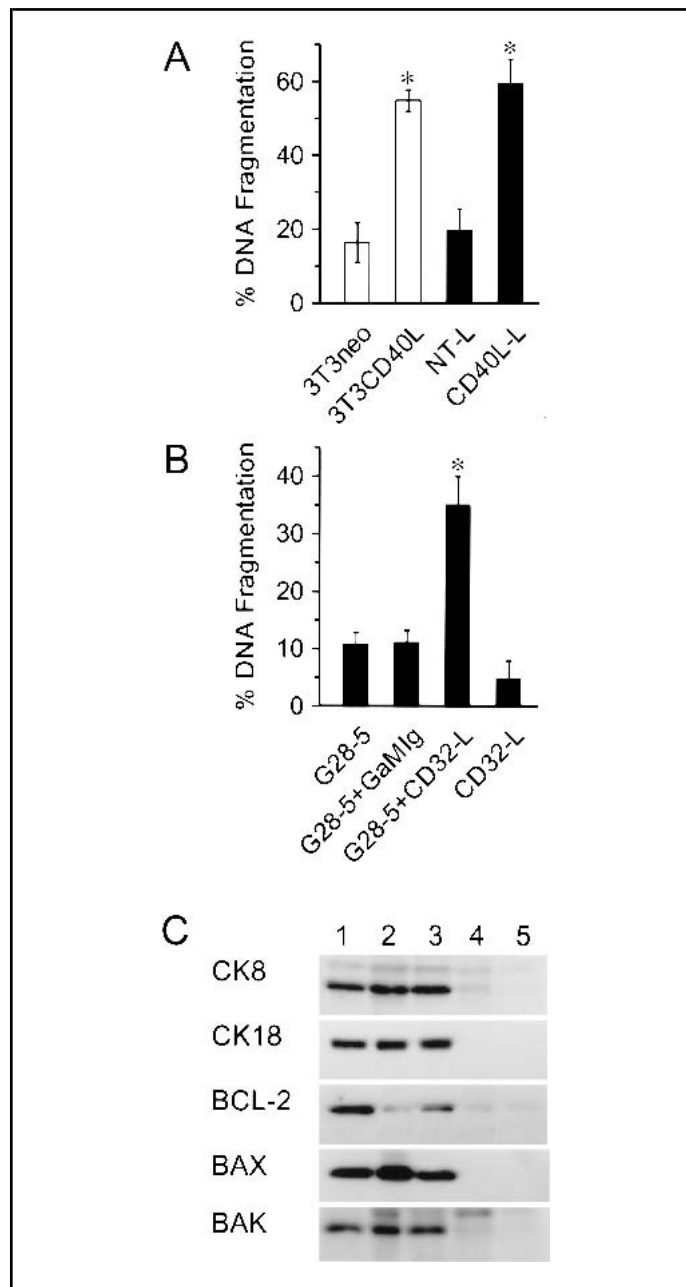 A
% DNA Fragmentation
60
40
20
0
*
*
3T3neo
3T3CD40L
NT-L
CD40L-L
B
% DNA Fragmentation
40
30
20
10
0
*
G28-5
G28-5+GaMIg
G28-5+CD32-L
CD32-L
C
1 2 3 4 5
CK8
CK18
BCL-2
BAX
BAK